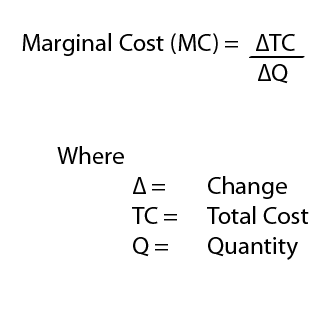 Marginal Cost (MC) = ΔTC
ΔQ
Where
Δ = Change
TC = Total Cost
Q = Quantity